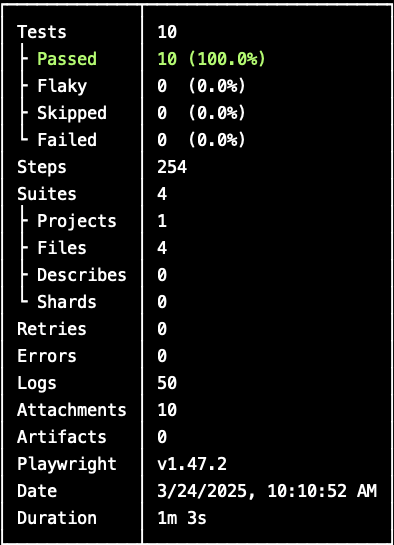 Tests 10
Passed 10 (100.0%)
Flaky 0 (0.0%)
Skipped 0 (0.0%)
Failed 0 (0.0%)
Steps 254
Suites 4
Projects 1
Files 4
Describes 0
Shards 0
Retries 0
Errors 0
Logs 50
Attachments 10
Artifacts 0
Playwright v1.47.2
Date 3/24/2025, 10:10:52 AM
Duration 1m 3s